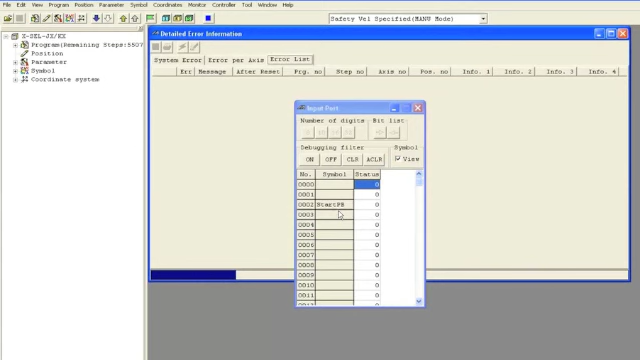 File Edit View Program Position Parameter Symbol Coordinates Monitor Controller Tool Window Help
Safety Vel Specified(MANU Mode)
X-SEL-JX/KX
Program(Remaining Steps:5507
Position
Parameter
Symbol
Coordinate system
Detailed Error Information
System Error Error per Axis Error List
Err Message After Reset Prg. no Step no Axis no Pos. no Info. 1 Info. 2 Info. 3 Info. 4
Input Port
Number of digits Bit list
Debugging filter Symbol
ON OFF CLR ACLR View
No. Symbol Status
0000 0
0001 0
0002 StartPB 0
0003 0
0004 0
0005 0
0006 0
0007 0
0008 0
0009 0
0010 0
0011 0